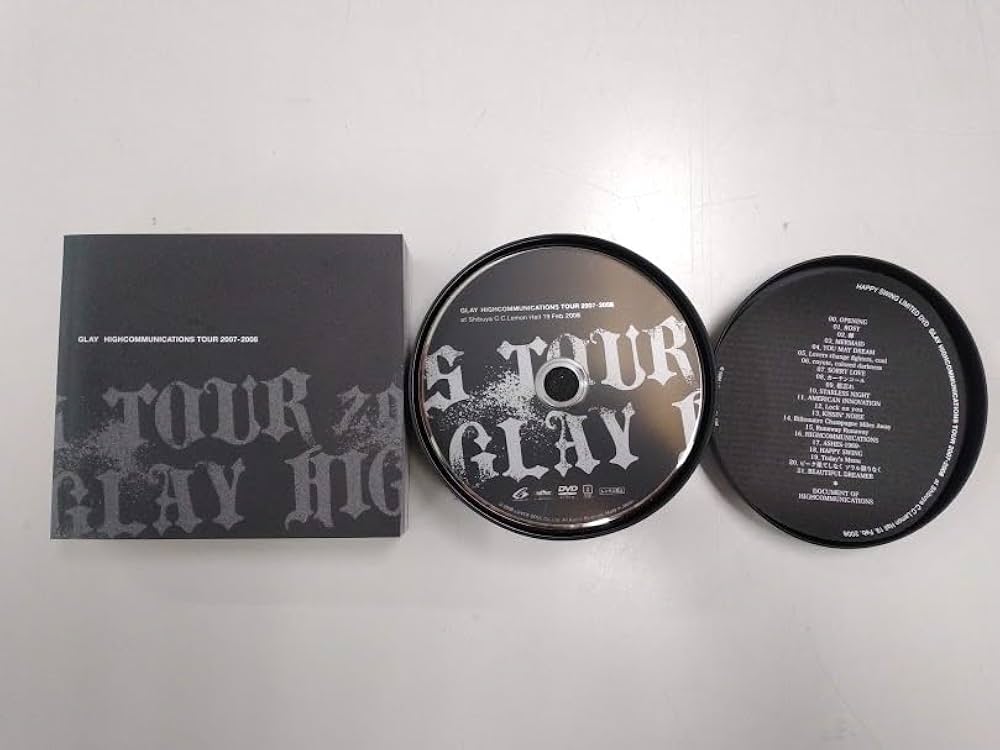 GLAY HIGHCOMMUNICATIONS TOUR 2007-2008
S TOUR 20
GLAY HIG
GLAY HIGHCOMMUNICATIONS TOUR 2007-2008
at Shibuya C.C.Lemon Hall 19 Feb. 2008
S TOUR
GLAY H
DVD
HAPPY SWING LIMITED DVD GLAY HIGHCOMMUNICATIONS TOUR 2007-2008 at Shibuya C.C.Lemon Hall 19, Feb. 2008
00. OPENING
01. ROSY
02. 獣
03. MERMAID
04. YOU MAY DREAM
05. Lovers change fighters, cool
06. coyote, colored darkness
07. SORRY LOVE
08. カーテンコール
09. 恋忘れ
10. STARLESS NIGHT
11. AMERICAN INNOVATION
12. Lock on you
13. KISSIN' NOISE
14. Billionaire Champagne Miles Away
15. Runaway Runaway
16. HIGHCOMMUNICATIONS
17. ASHES-1969-
18. HAPPY SWING
19. Today's Menu
20. ビーチ果てしなく ソウル限りなく
21. BEAUTIFUL DREAMER
*
DOCUMENT OF
HIGHCOMMUNICATIONS